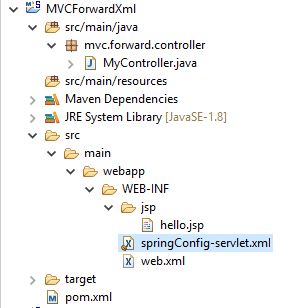 MVCForwardXml
src/main/java
mvc.forward.controller
MyController.java
src/main/resources
Maven Dependencies
JRE System Library [JavaSE-1.8]
src
main
webapp
WEB-INF
jsp
hello.jsp
springConfig-servlet.xml
web.xml
target
pom.xml